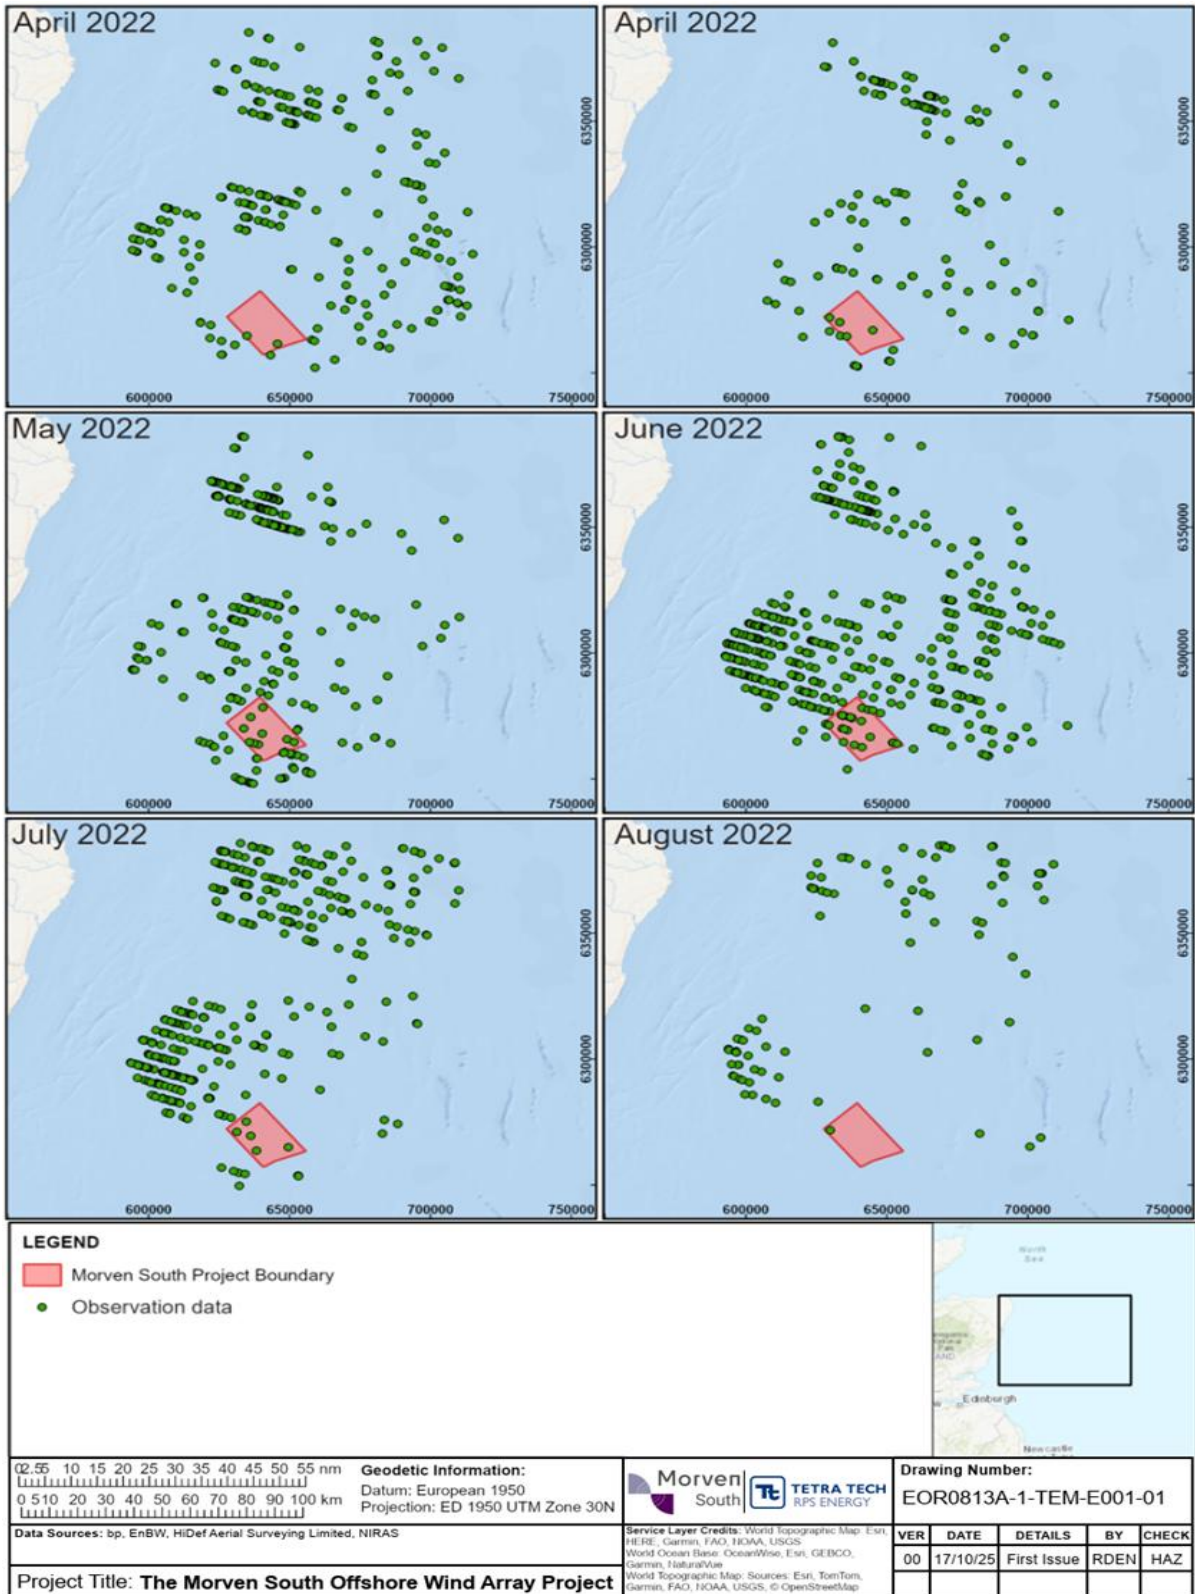 April 2022
April 2022
6350000
6350000
6300000
6300000
600000 650000 700000 750000
600000 650000 700000 750000
May 2022
June 2022
6350000
6350000
6300000
6300000
600000 650000 700000 750000
600000 650000 700000 750000
July 2022
August 2022
6350000
6350000
6300000
6300000
600000 650000 700000 750000
600000 650000 700000 750000
LEGEND
Morven South Project Boundary
Observation data
North
Sea
Edinburgh
Newcastle
0 2.5 5 10 15 20 25 30 35 40 45 50 55 nm
0 5 10 20 30 40 50 60 70 80 90 100 km
Geodetic Information:
Datum: European 1950
Projection: ED 1950 UTM Zone 30N
Morven
South
TETRA TECH
RPS ENERGY
Drawing Number:
EOR0813A-1-TEM-E001-01
Data Sources: bp, EnBW, HiDef Aerial Surveying Limited, NIRAS
Service Layer Credits: World Topographic Map: Esri,
HERE, Garmin, FAO, NOAA, USGS
World Ocean Base: OceanWise, Esri, GEBCO,
Garmin, NaturalVue
World Topographic Map: Sources: Esri, TomTom,
Garmin, FAO, NOAA, USGS, © OpenStreetMap
VER DATE DETAILS BY CHECK
00 17/10/25 First Issue RDEN HAZ
Project Title: The Morven South Offshore Wind Array Project